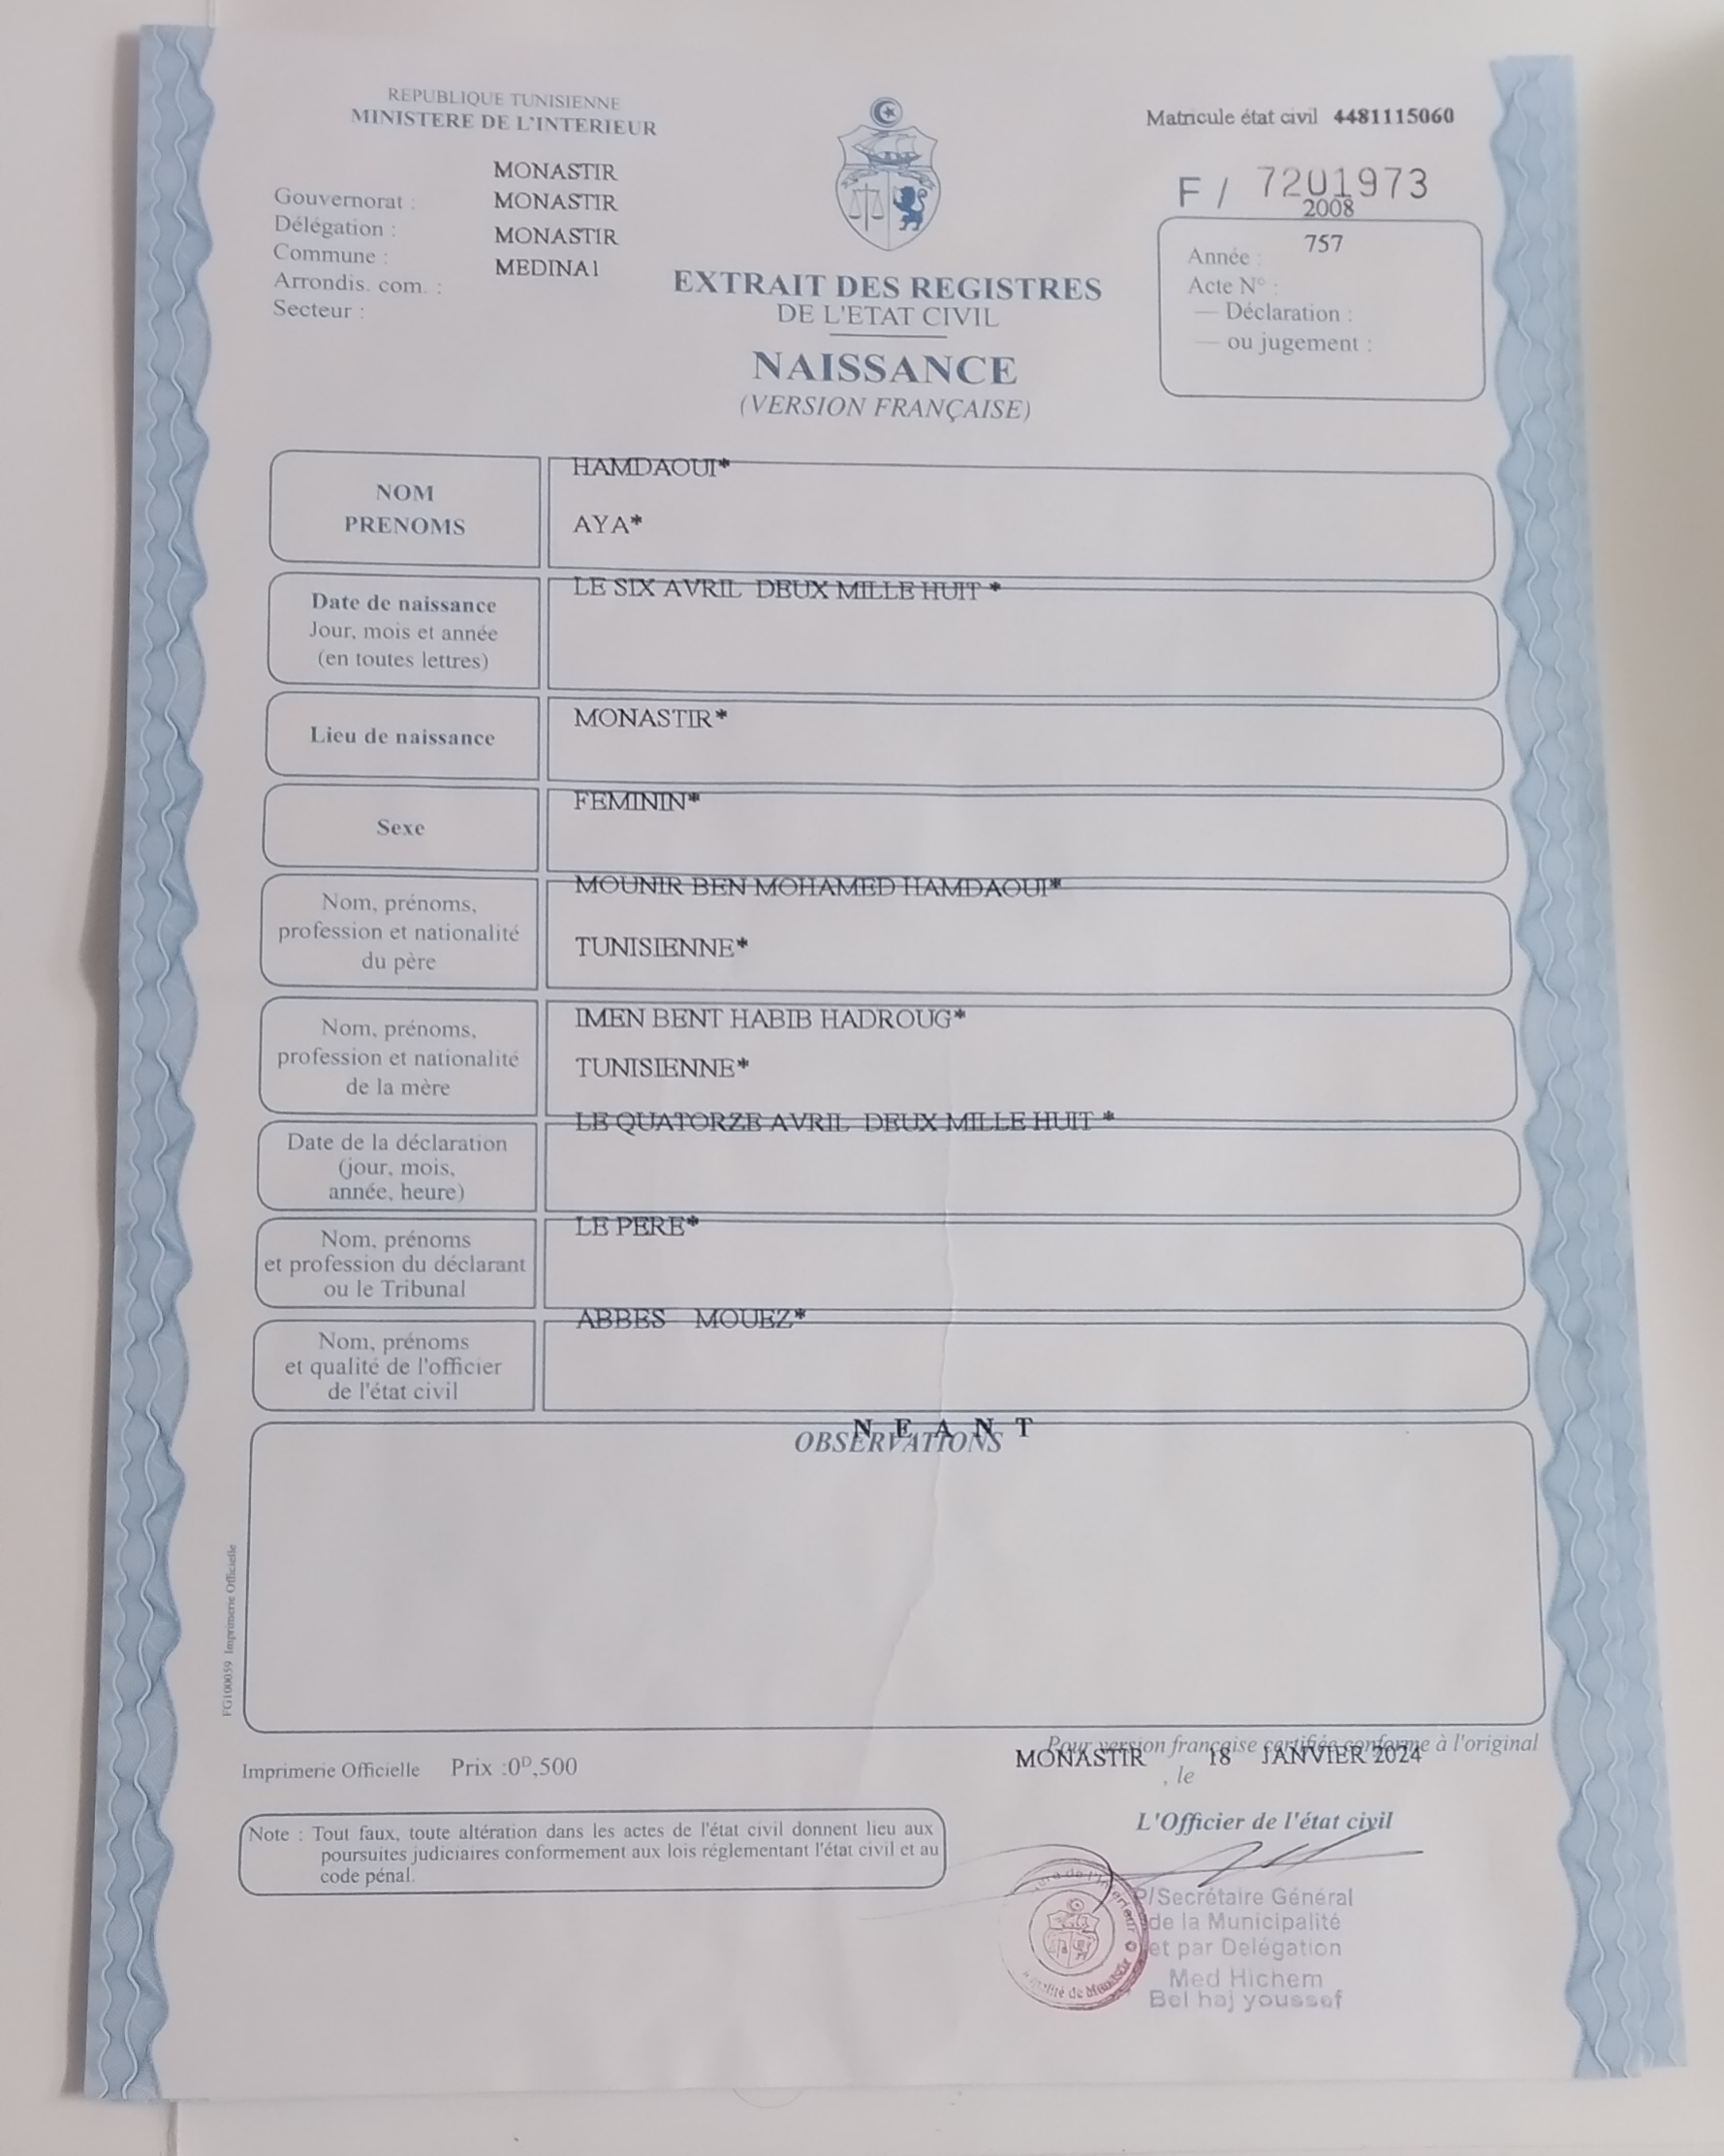 REPUBLIQUE TUNISIENNE
MINISTERE DE L'INTERIEUR
Matricule état civil 4481115060
F / 7201973
MONASTIR
Gouvernorat : MONASTIR
Délégation : MONASTIR
Commune : MEDINA1
Arrondis. com. :
Secteur :
2008
Année : 757
Acte N° :
— Déclaration :
— ou jugement :
EXTRAIT DES REGISTRES
DE L'ETAT CIVIL
NAISSANCE
(VERSION FRANÇAISE)
NOM HAMDAOUI*
PRENOMS AYA*
Date de naissance
Jour, mois et année
(en toutes lettres)
LE SIX AVRIL DEUX MILLE HUIT *
Lieu de naissance
MONASTIR*
Sexe
FEMININ*
Nom, prénoms,
profession et nationalité
du père
MOUNIR BEN MOHAMED HAMDAOUI*
TUNISIENNE*
Nom, prénoms,
profession et nationalité
de la mère
IMEN BENT HABIB HADROUG*
TUNISIENNE*
Date de la déclaration
(jour, mois,
année, heure)
LE QUATORZE AVRIL DEUX MILLE HUIT *
Nom, prénoms
et profession du déclarant
ou le Tribunal
LE PERE*
Nom, prénoms
et qualité de l'officier
de l'état civil
ABBES MOUEZ*
N E A N T
OBSERVATIONS
FG100059 Imprimerie Officielle
Imprimerie Officielle Prix :0D,500
Pour version française certifiée conforme à l'original
MONASTIR , le 18 JANVIER 2024
Note : Tout faux, toute altération dans les actes de l'état civil donnent lieu aux
poursuites judiciaires conformement aux lois réglementant l'état civil et au
code pénal.
L'Officier de l'état civil
P/Secrétaire Général
de la Municipalité
et par Delégation
Med Hichem
Bel haj youssef
de Monastir